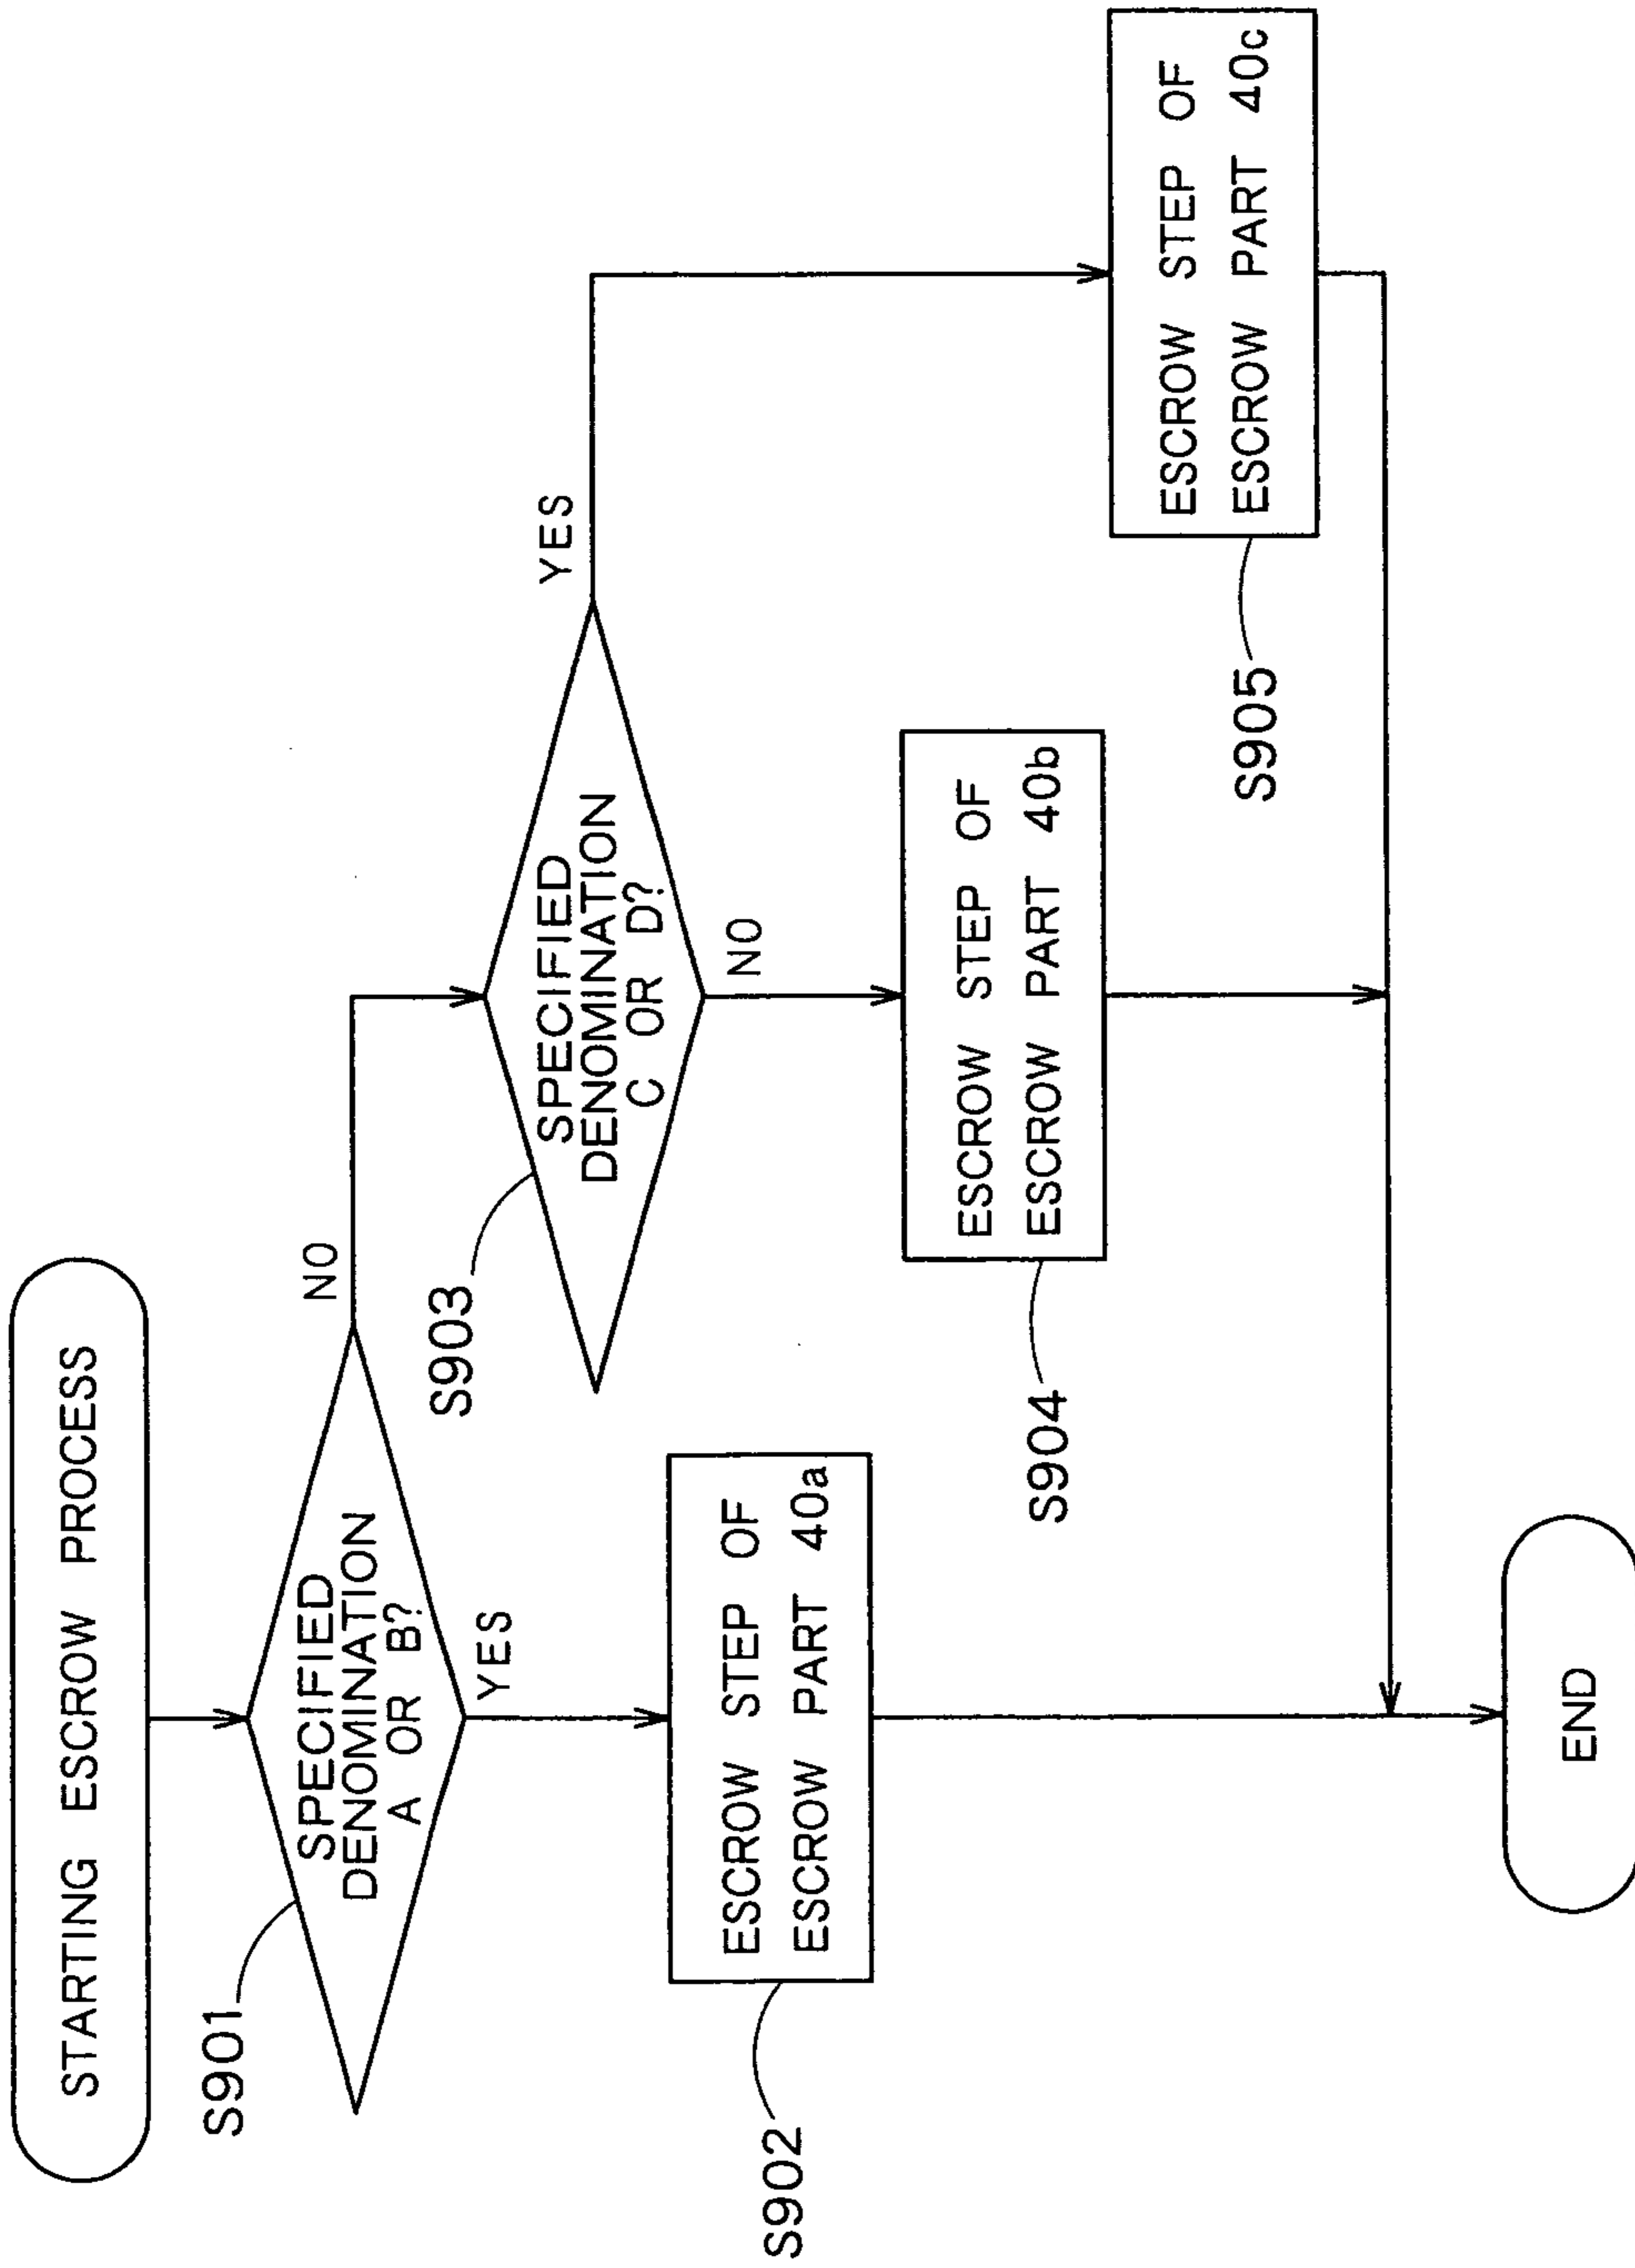 STARTING ESCROW PROCESS
S901
SPECIFIED
DENOMINATION
A OR B?
NO
YES
S902
ESCROW STEP OF
ESCROW PART 40a
S903
SPECIFIED
DENOMINATION
C OR D?
YES
NO
S904
ESCROW STEP OF
ESCROW PART 40b
S905
ESCROW STEP OF
ESCROW PART 40c
END